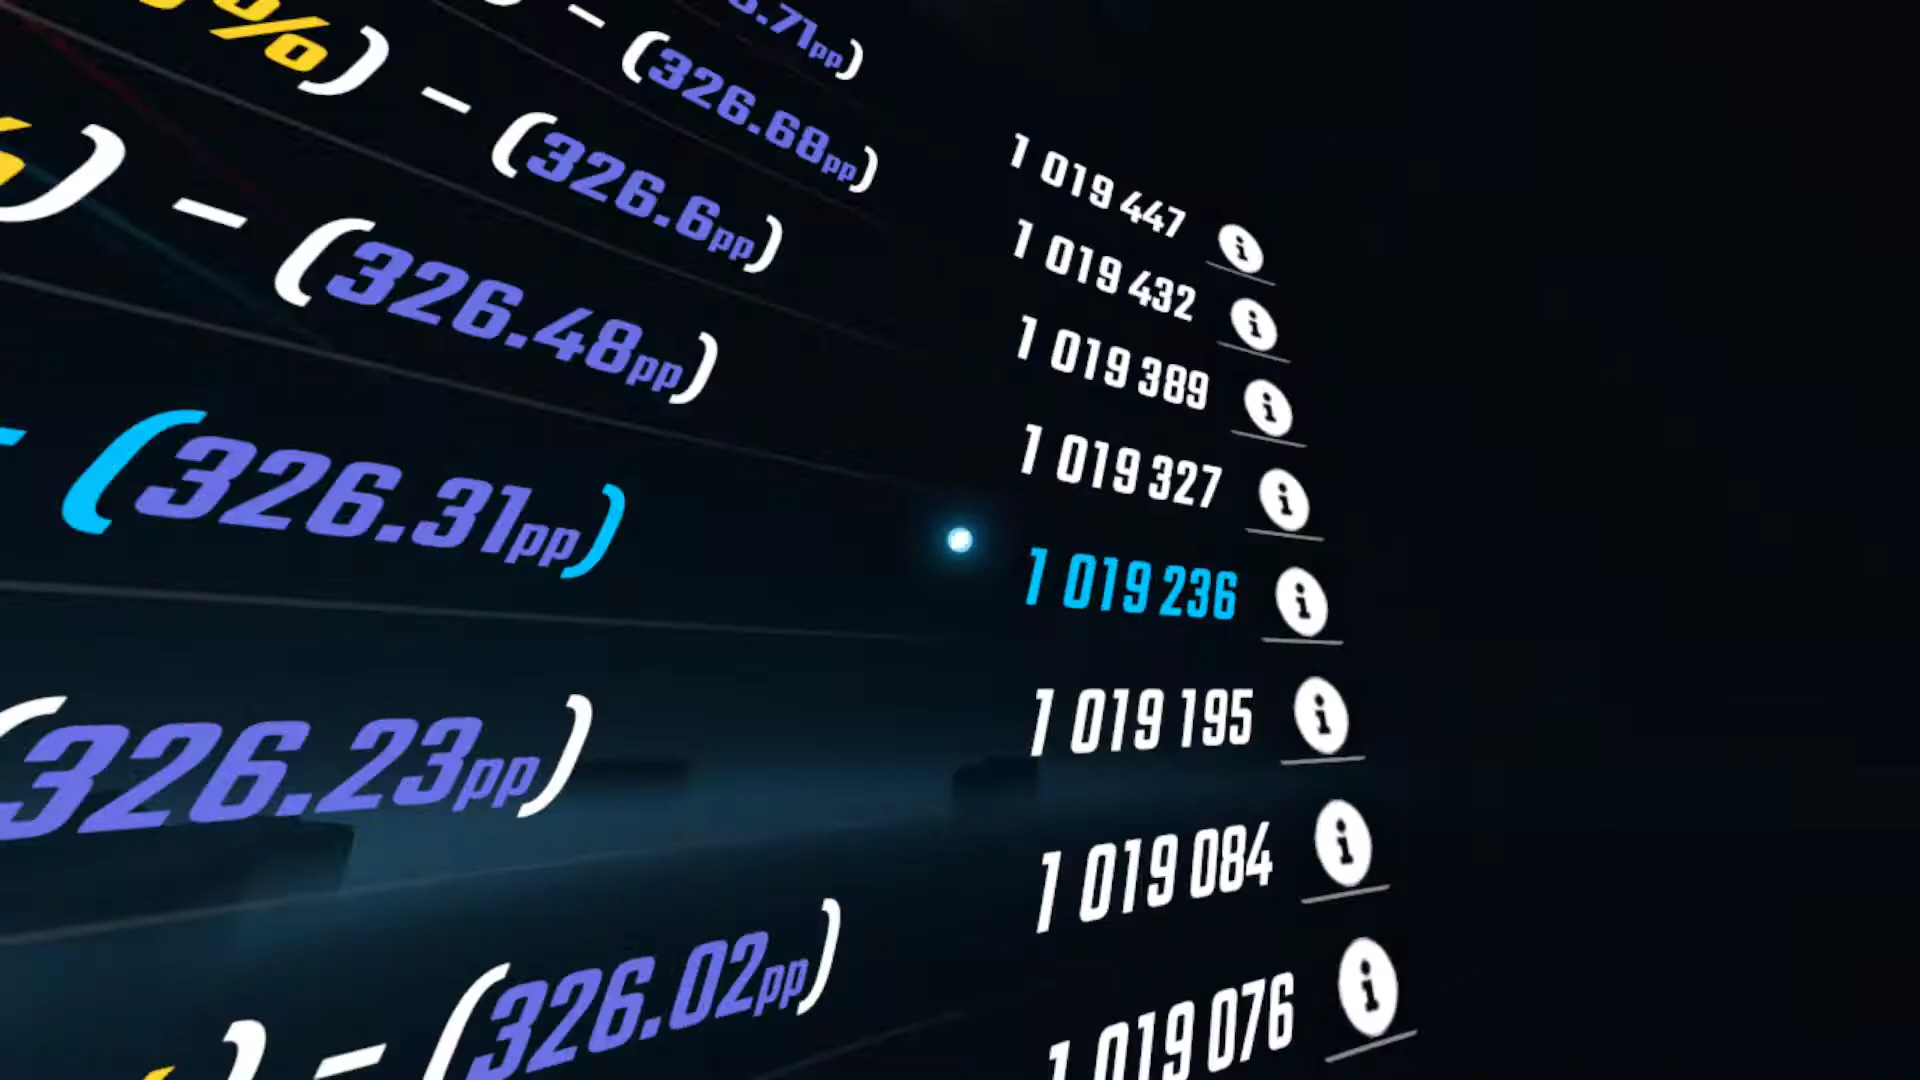 .71pp) 1 019 447
- (326.68pp) 1 019 432
%) - (326.6pp) 1 019 389
) - (326.48pp) 1 019 327
- (326.31pp) 1 019 236
(326.23pp) 1 019 195
) - (326.02pp) 1 019 084
1 019 076